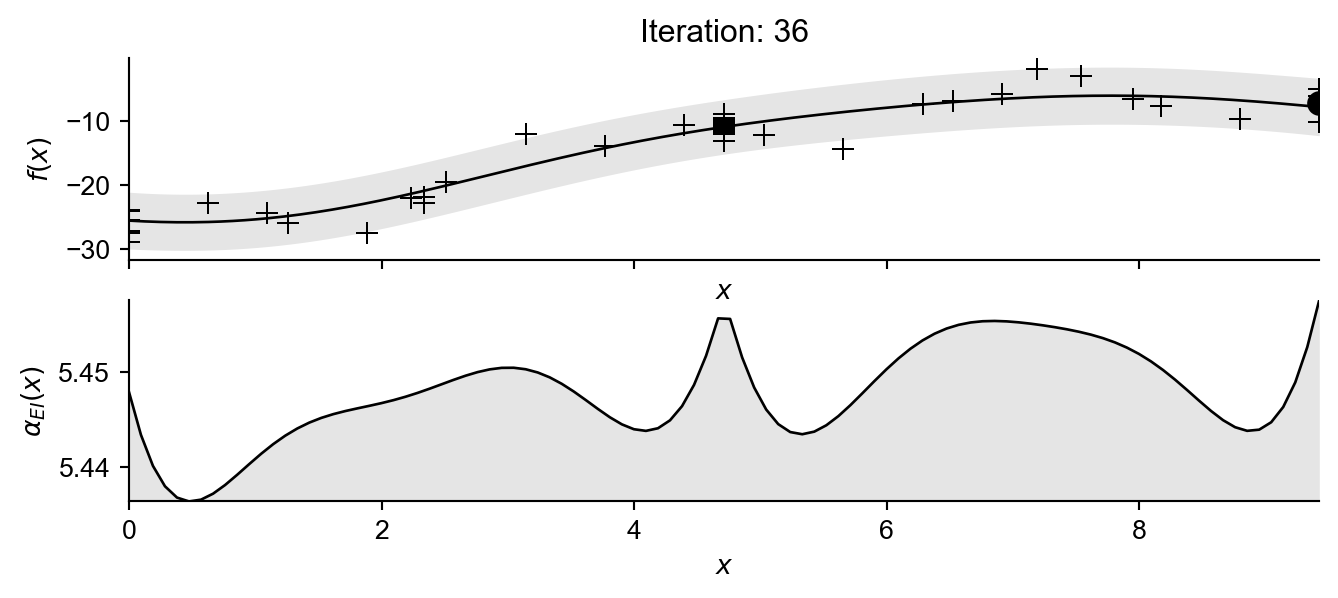 Iteration: 36
f(x)
−10
−20
−30
x
α_EI(x)
5.45
5.44
0 2 4 6 8
x